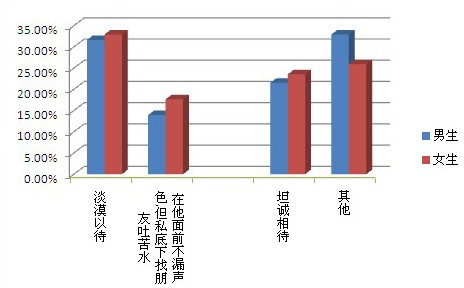 35.00%
30.00%
25.00%
20.00%
15.00%
10.00%
5.00%
0.00%
淡漠以待
在他面前不漏声
色,但私底下找朋
友吐苦水
坦诚相待
其他
男生
女生